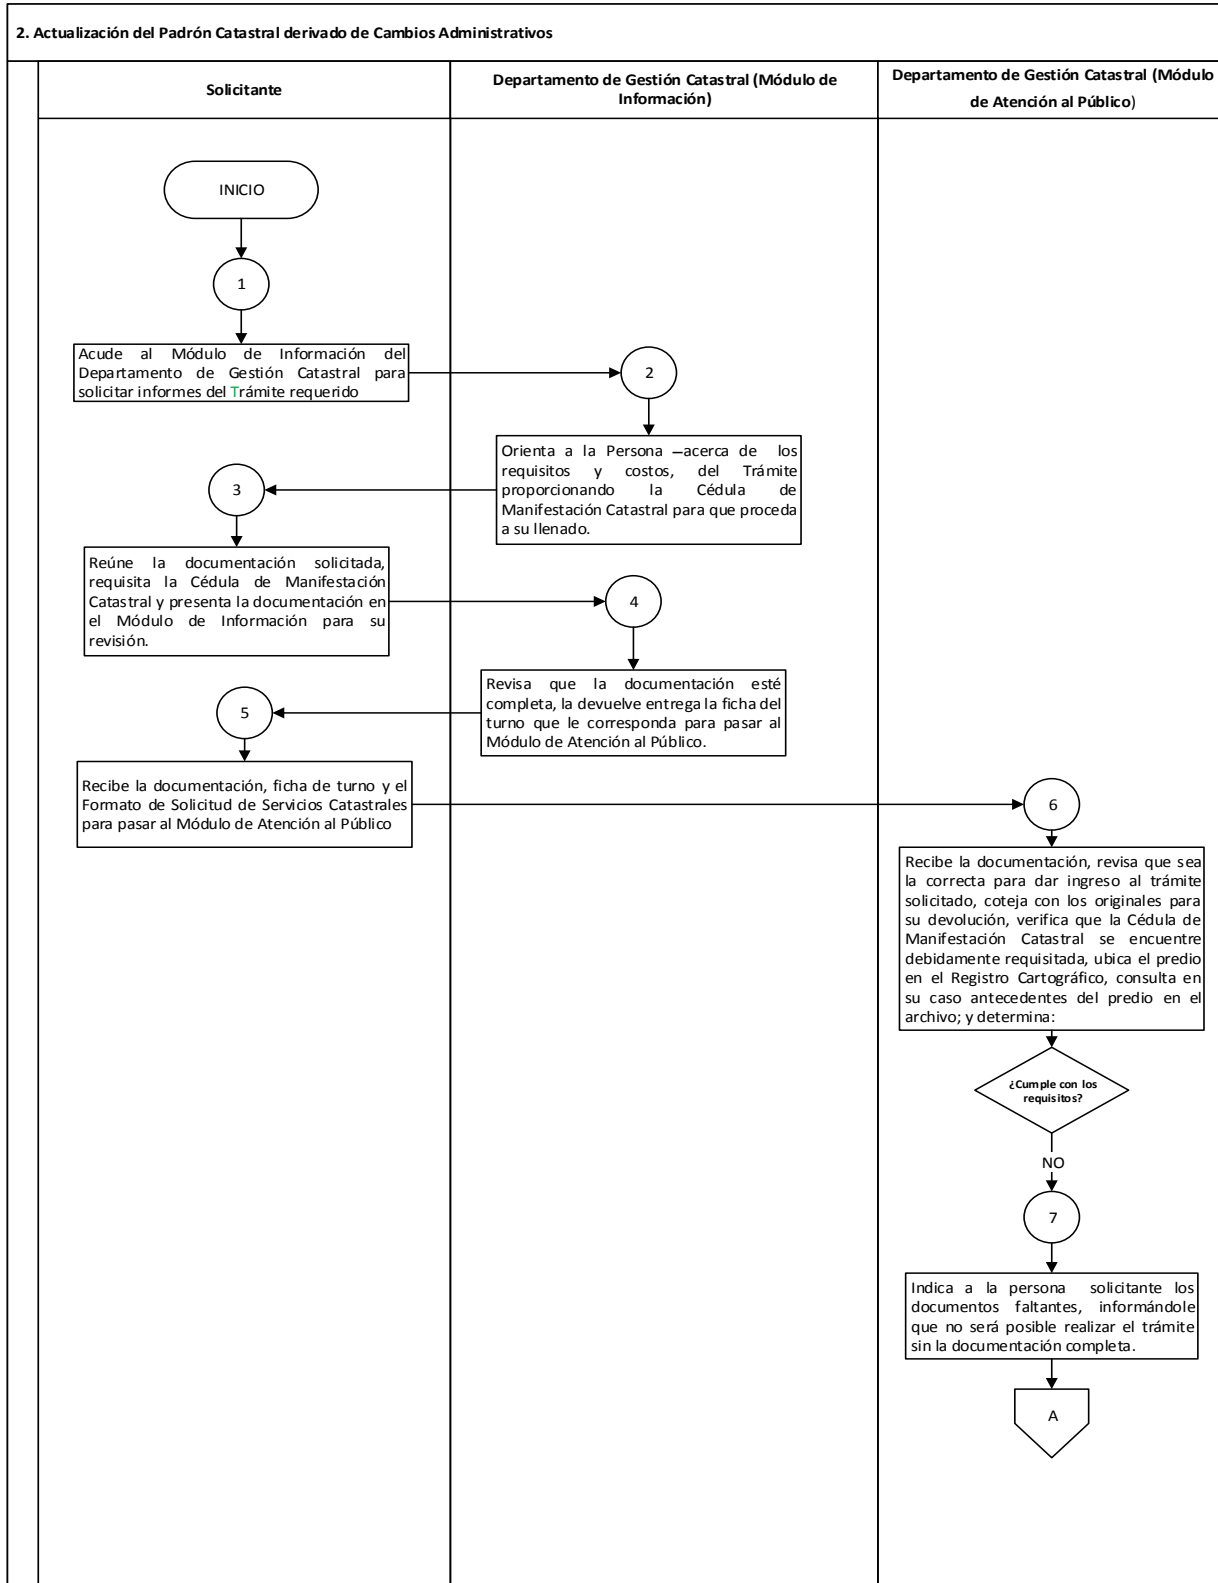 2. Actualización del Padrón Catastral derivado de Cambios Administrativos
Solicitante
Departamento de Gestión Catastral (Módulo de
Información)
Departamento de Gestión Catastral (Módulo
de Atención al Público)
INICIO
1
Acude al Módulo de Información del
Departamento de Gestión Catastral para
solicitar informes del Trámite requerido
2
Orienta a la Persona –acerca de los
requisitos y costos, del Trámite
proporcionando la Cédula de
Manifestación Catastral para que proceda
a su llenado.
3
Reúne la documentación solicitada,
requisita la Cédula de Manifestación
Catastral y presenta la documentación en
el Módulo de Información para su
revisión.
4
Revisa que la documentación esté
completa, la devuelve entrega la ficha del
turno que le corresponda para pasar al
Módulo de Atención al Público.
5
Recibe la documentación, ficha de turno y el
Formato de Solicitud de Servicios Catastrales
para pasar al Módulo de Atención al Público
6
Recibe la documentación, revisa que sea
la correcta para dar ingreso al trámite
solicitado, coteja con los originales para
su devolución, verifica que la Cédula de
Manifestación Catastral se encuentre
debidamente requisitada, ubica el predio
en el Registro Cartográfico, consulta en
su caso antecedentes del predio en el
archivo; y determina:
¿Cumple con los
requisitos?
NO
7
Indica a la persona solicitante los
documentos faltantes, informándole
que no será posible realizar el trámite
sin la documentación completa.
A